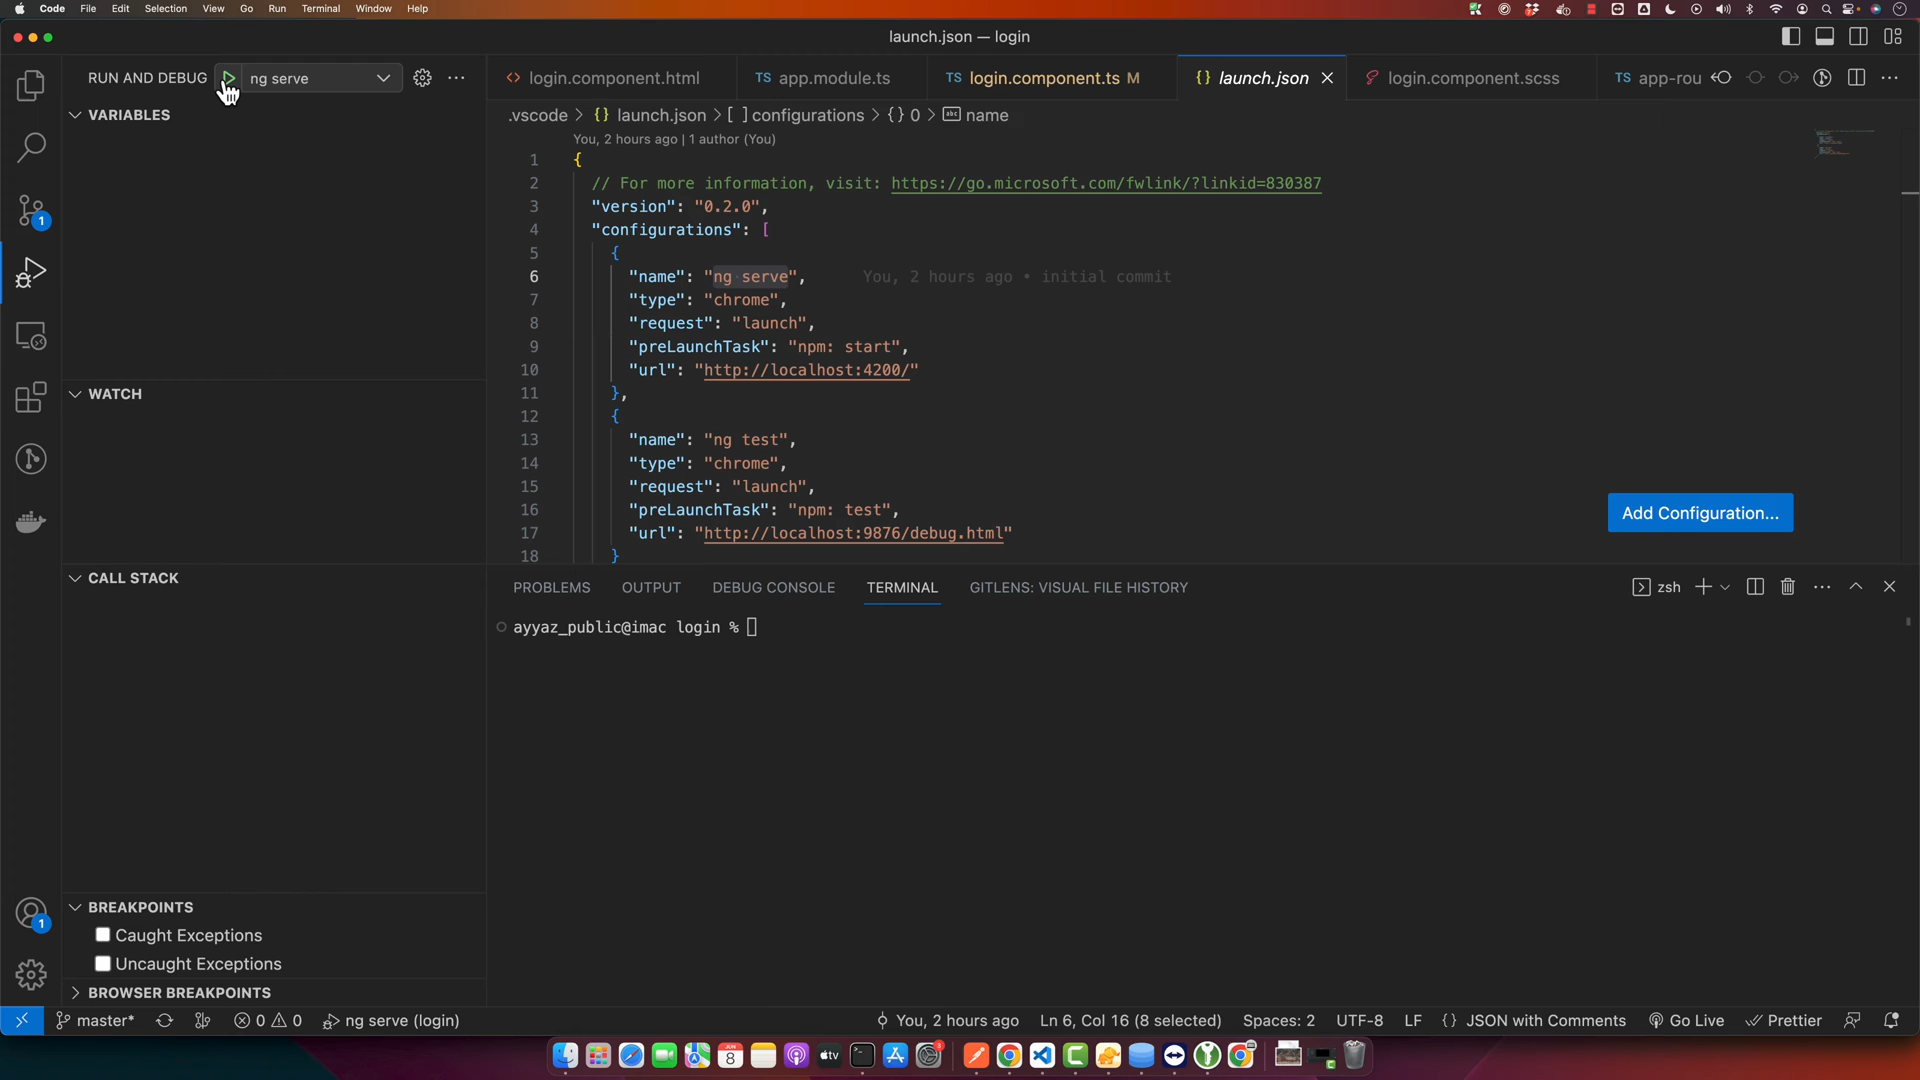 Code File Edit Selection View Go Run Terminal Window Help
launch.json — login
RUN AND DEBUG ng serve
login.component.html
TS app.module.ts
TS login.component.ts M
{} launch.json
login.component.scss
TS app-rou
VARIABLES
.vscode > {} launch.json > [ ] configurations > {} 0 > abc name
You, 2 hours ago | 1 author (You)
1 {
2 // For more information, visit: https://go.microsoft.com/fwlink/?linkid=830387
3 "version": "0.2.0",
4 "configurations": [
5 {
6 "name": "ng serve", You, 2 hours ago • initial commit
7 "type": "chrome",
8 "request": "launch",
9 "preLaunchTask": "npm: start",
10 "url": "http://localhost:4200/"
11 },
12 {
13 "name": "ng test",
14 "type": "chrome",
15 "request": "launch",
16 "preLaunchTask": "npm: test",
17 "url": "http://localhost:9876/debug.html"
18 }
Add Configuration...
WATCH
CALL STACK
PROBLEMS OUTPUT DEBUG CONSOLE TERMINAL GITLENS: VISUAL FILE HISTORY
zsh
ayyaz_public@imac login %
BREAKPOINTS
Caught Exceptions
Uncaught Exceptions
BROWSER BREAKPOINTS
1
1
master* 0 0 ng serve (login)
You, 2 hours ago Ln 6, Col 16 (8 selected) Spaces: 2 UTF-8 LF {} JSON with Comments Go Live Prettier
JUN
8
tv
3